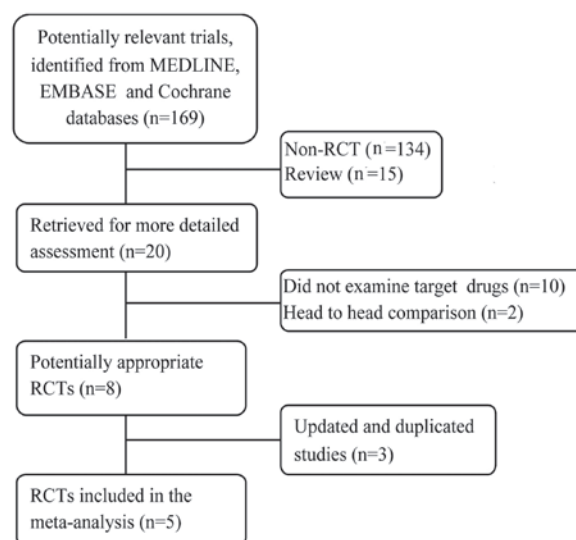 Potentially relevant trials,
identified from MEDLINE,
EMBASE and Cochrane
databases (n=169)
Non-RCT (n=134)
Review (n=15)
Retrieved for more detailed
assessment (n=20)
Did not examine target drugs (n=10)
Head to head comparison (n=2)
Potentially appropriate
RCTs (n=8)
Updated and duplicated
studies (n=3)
RCTs included in the
meta-analysis (n=5)